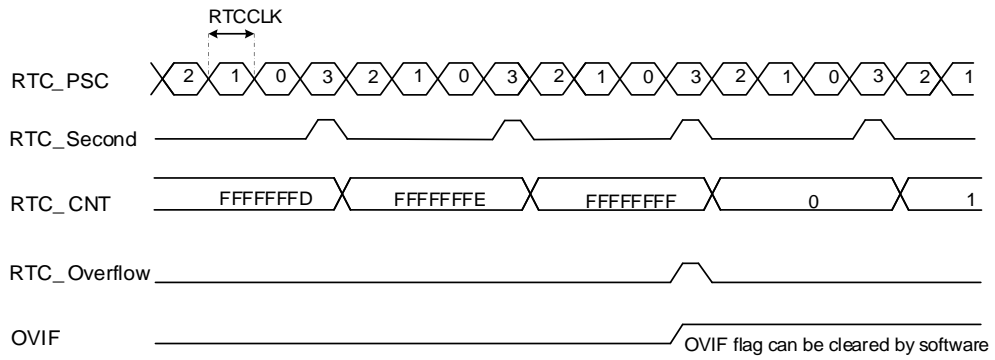 RTCCLK
RTC_PSC 2 1 0 3 2 1 0 3 2 1 0 3 2 1 0 3 2 1
RTC_Second
RTC_CNT FFFFFFFD FFFFFFFE FFFFFFFF 0 1
RTC_Overflow
OVIF OVIF flag can be cleared by software